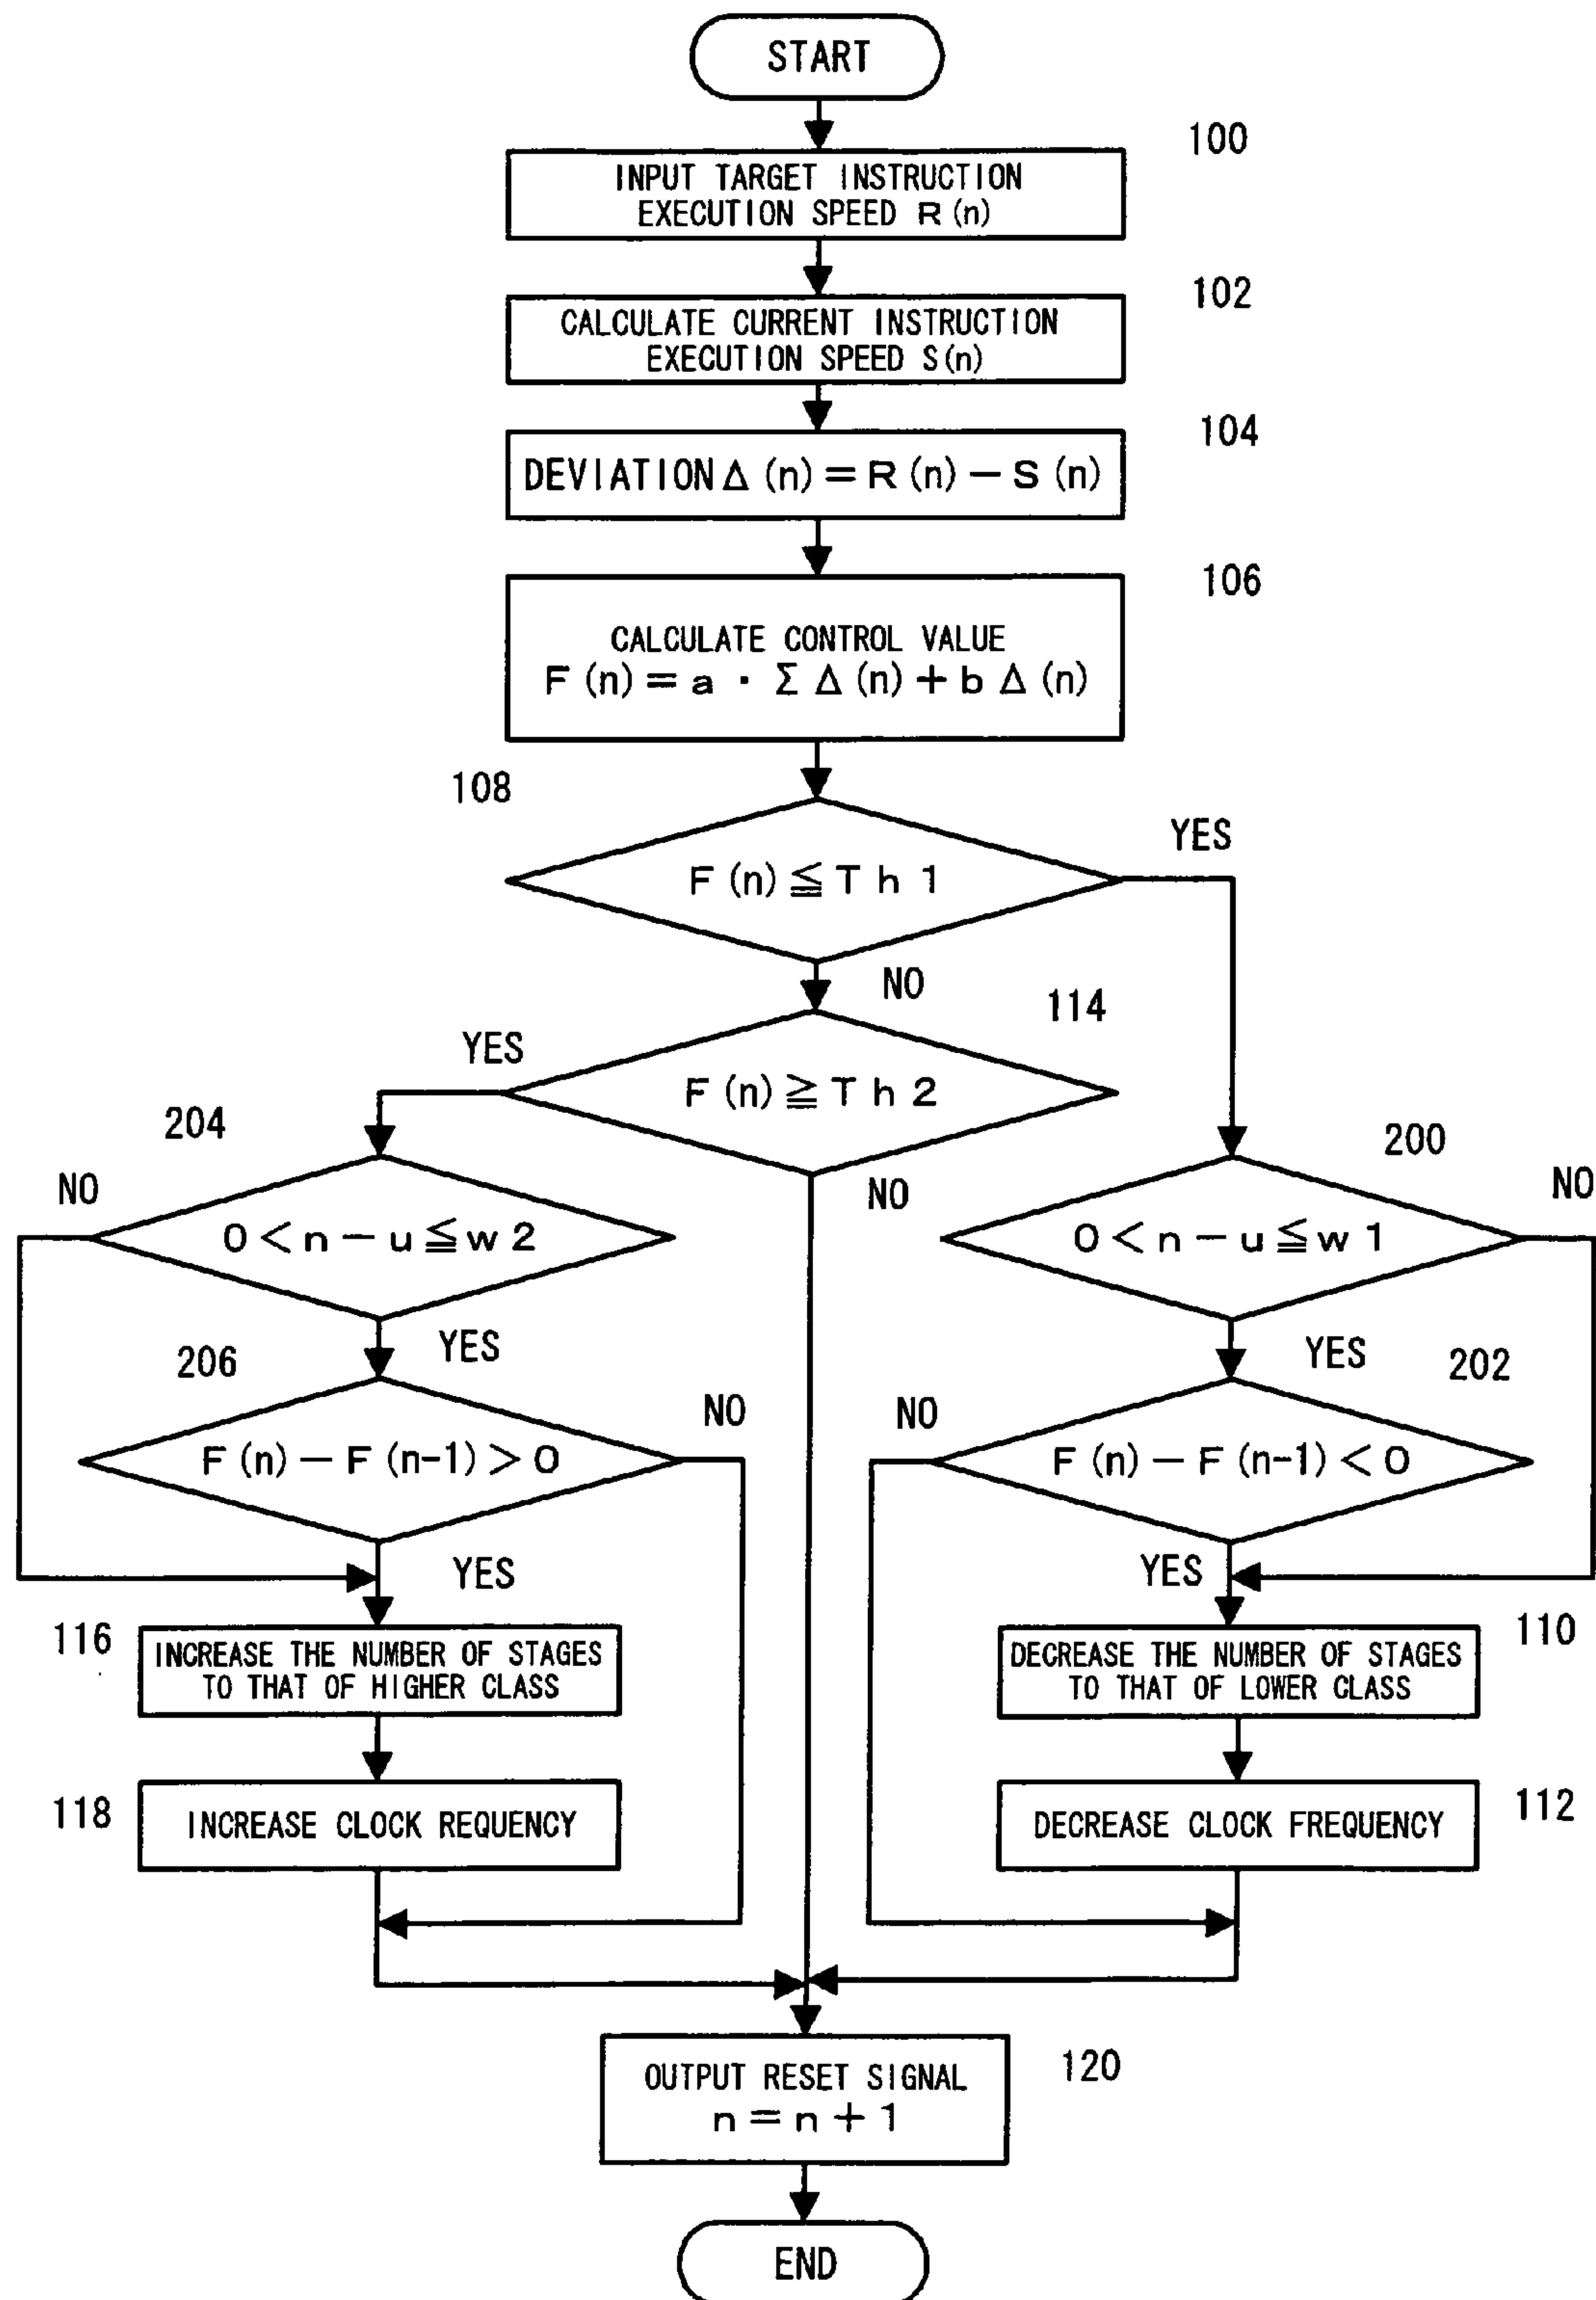 START
100
INPUT TARGET INSTRUCTION
EXECUTION SPEED R(n)
102
CALCULATE CURRENT INSTRUCTION
EXECUTION SPEED S(n)
104
DEVIATION Δ(n) = R(n) − S(n)
106
CALCULATE CONTROL VALUE
F(n) = a · Σ Δ(n) + b Δ(n)
108
YES
F(n) ≦ Th1
NO
114
YES
F(n) ≧ Th2
204
200
NO
NO
NO
0 < n − u ≦ w2
0 < n − u ≦ w1
YES
YES
206
202
NO
NO
F(n) − F(n-1) > 0
F(n) − F(n-1) < 0
YES
YES
116
INCREASE THE NUMBER OF STAGES
TO THAT OF HIGHER CLASS
110
DECREASE THE NUMBER OF STAGES
TO THAT OF LOWER CLASS
118
INCREASE CLOCK REQUENCY
112
DECREASE CLOCK FREQUENCY
120
OUTPUT RESET SIGNAL
n = n + 1
END